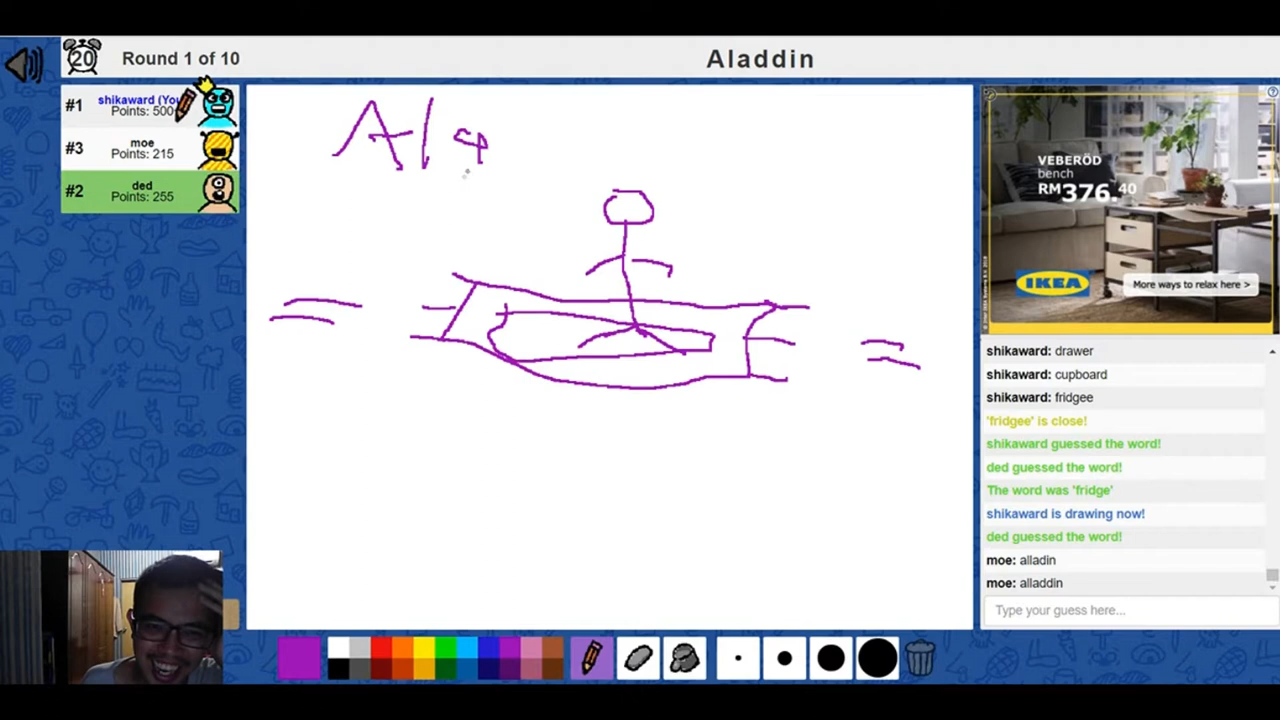 20
Round 1 of 10
Aladdin
#1
shikaward (You
Points: 500
#3
moe
Points: 215
#2
ded
Points: 255
Ala
VEBERÖD
bench
RM376.40
IKEA
More ways to relax here >
shikaward: drawer
shikaward: cupboard
shikaward: fridgee
'fridgee' is close!
shikaward guessed the word!
ded guessed the word!
The word was 'fridge'
shikaward is drawing now!
ded guessed the word!
moe: alladin
moe: alladdin
Type your guess here...